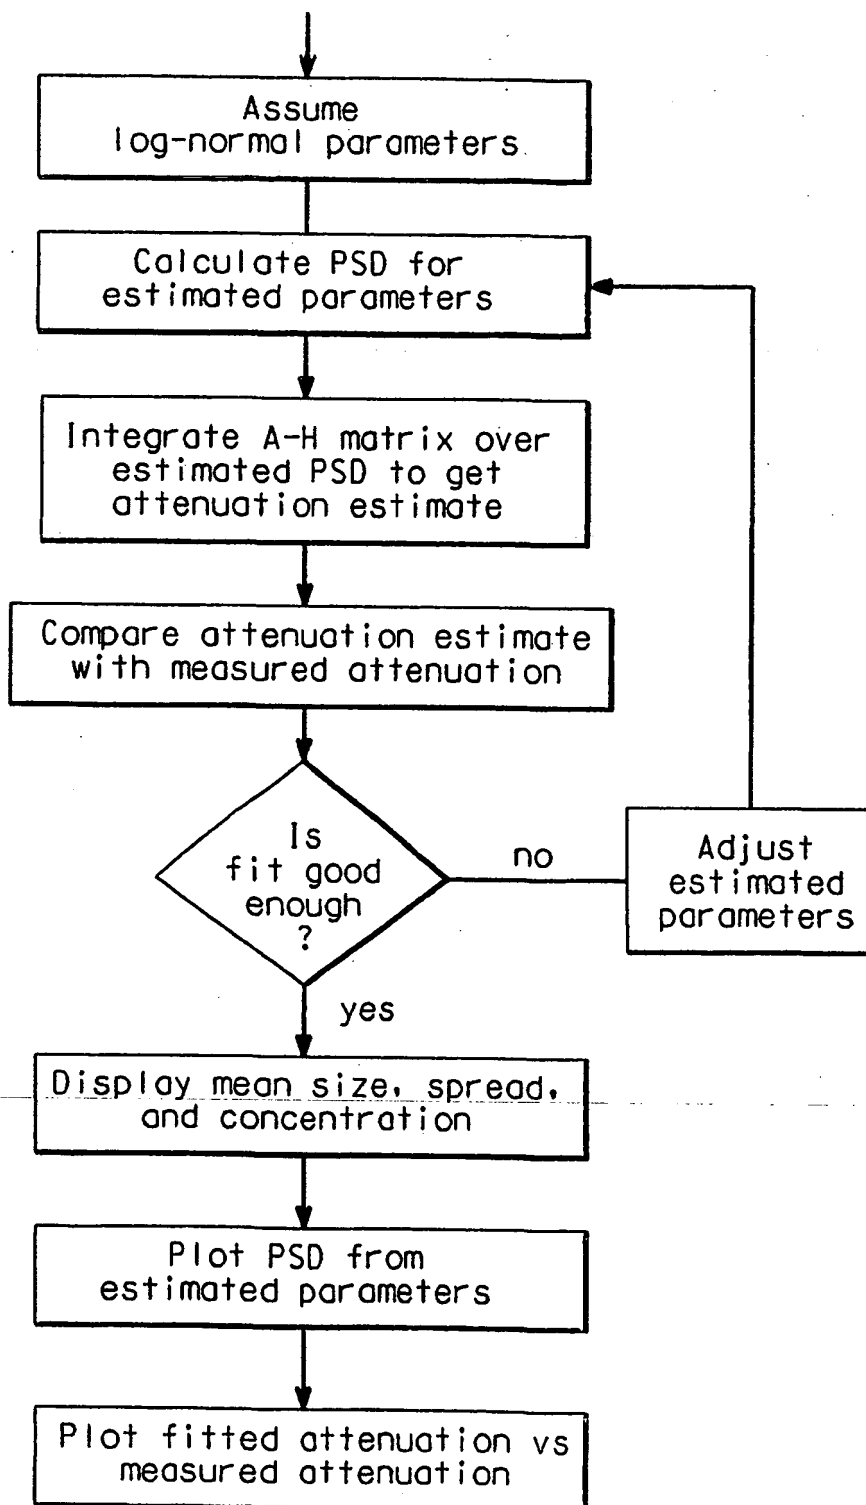 Assume
log-normal parameters
Calculate PSD for
estimated parameters
Integrate A-H matrix over
estimated PSD to get
attenuation estimate
Compare attenuation estimate
with measured attenuation
Is
fit good
enough
?
no
Adjust
estimated
parameters
yes
Display mean size, spread,
and concentration
Plot PSD from
estimated parameters
Plot fitted attenuation vs
measured attenuation